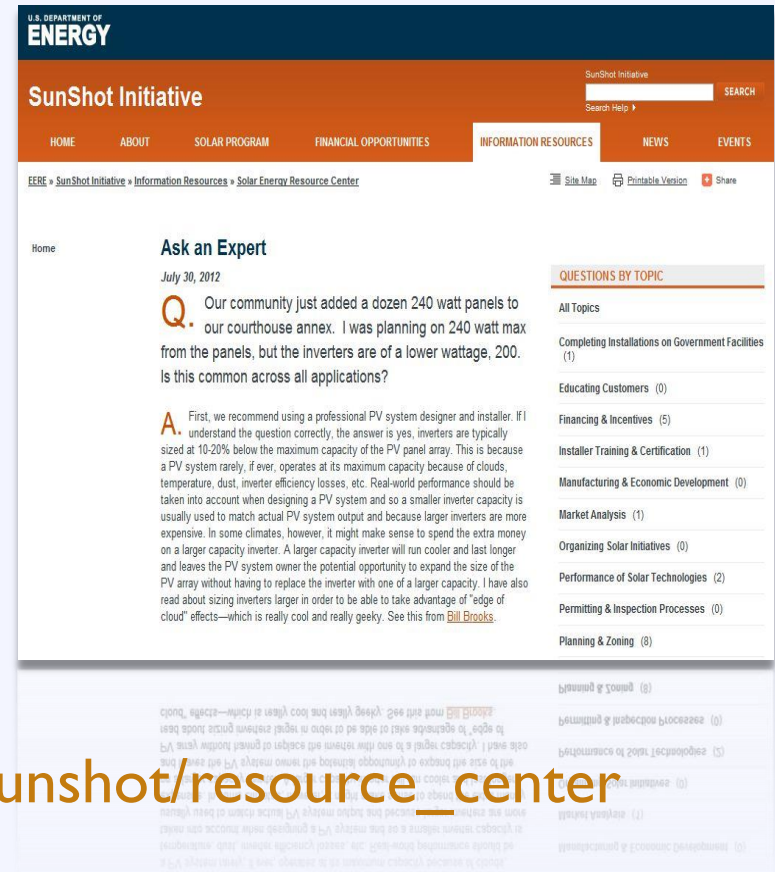 U.S. DEPARTMENT OF
ENERGY
SunShot Initiative
SunShot Initiative
SEARCH
Search Help
HOME ABOUT SOLAR PROGRAM FINANCIAL OPPORTUNITIES INFORMATION RESOURCES NEWS EVENTS
EERE » SunShot Initiative » Information Resources » Solar Energy Resource Center
Site Map Printable Version Share
Home
Ask an Expert
July 30, 2012
Q. Our community just added a dozen 240 watt panels to
our courthouse annex. I was planning on 240 watt max
from the panels, but the inverters are of a lower wattage, 200.
Is this common across all applications?
A. First, we recommend using a professional PV system designer and installer. If I
understand the question correctly, the answer is yes, inverters are typically
sized at 10-20% below the maximum capacity of the PV panel array. This is because
a PV system rarely, if ever, operates at its maximum capacity because of clouds,
temperature, dust, inverter efficiency losses, etc. Real-world performance should be
taken into account when designing a PV system and so a smaller inverter capacity is
usually used to match actual PV system output and because larger inverters are more
expensive. In some climates, however, it might make sense to spend the extra money
on a larger capacity inverter. A larger capacity inverter will run cooler and last longer
and leaves the PV system owner the potential opportunity to expand the size of the
PV array without having to replace the inverter with one of a larger capacity. I have also
read about sizing inverters larger in order to be able to take advantage of "edge of
cloud" effects—which is really cool and really geeky. See this from Bill Brooks.
QUESTIONS BY TOPIC
All Topics
Completing Installations on Government Facilities
(1)
Educating Customers (0)
Financing & Incentives (5)
Installer Training & Certification (1)
Manufacturing & Economic Development (0)
Market Analysis (1)
Organizing Solar Initiatives (0)
Performance of Solar Technologies (2)
Permitting & Inspection Processes (0)
Planning & Zoning (8)
unshot/resource_center